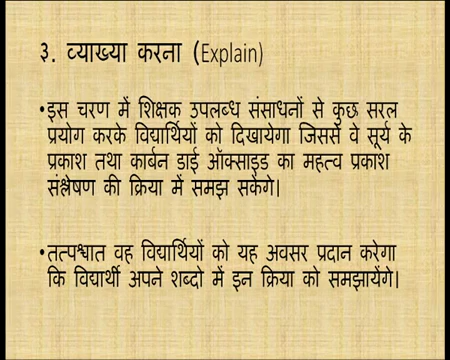 ३. व्याख्या करना (Explain)
•इस चरण में शिक्षक उपलब्ध संसाधनों से कुछ सरल
प्रयोग करके विद्यार्थियों को दिखायेगा जिससे वे सूर्य के
प्रकाश तथा कार्बन डाई ऑक्साइड का महत्व प्रकाश
संश्लेषण की क्रिया में समझ सकेंगे।
•तत्पश्चात वह विद्यार्थियों को यह अवसर प्रदान करेगा
कि विद्यार्थी अपने शब्दो में इन क्रिया को समझायेंगे।